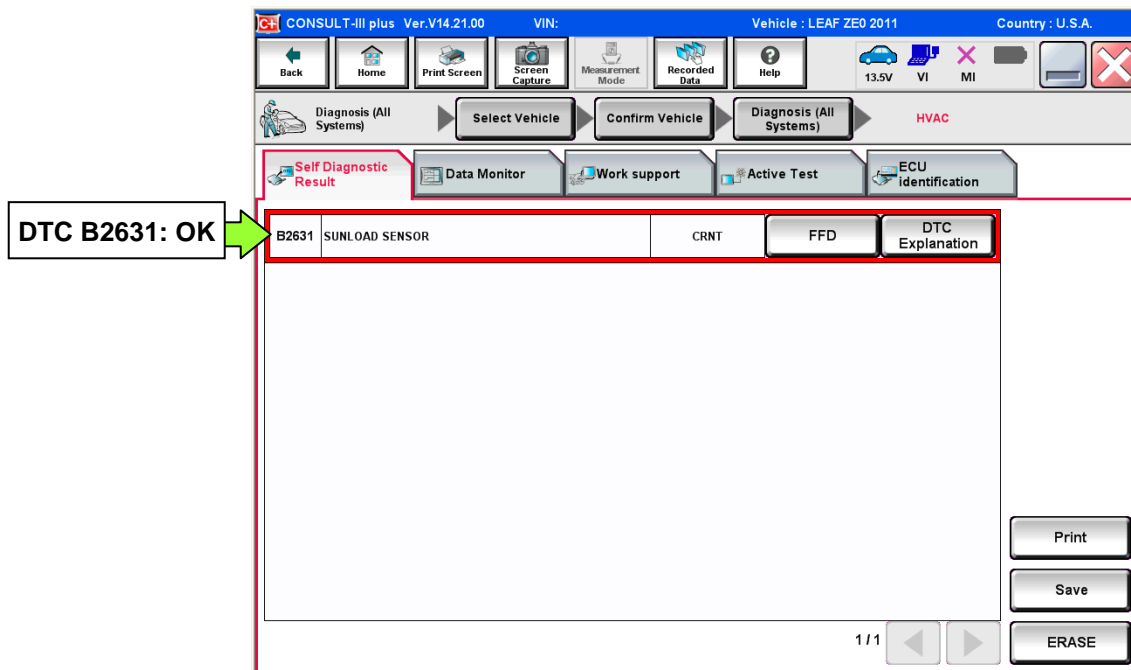 C+ CONSULT-III plus Ver.V14.21.00 VIN: Vehicle : LEAF ZE0 2011 Country : U.S.A.
Back
Home
Print Screen
Screen
Capture
Measurement
Mode
Recorded
Data
Help
13.5V
VI
MI
Diagnosis (All
Systems)
Select Vehicle
Confirm Vehicle
Diagnosis (All
Systems)
HVAC
Self Diagnostic
Result
Data Monitor
Work support
Active Test
ECU
identification
DTC B2631: OK
B2631 SUNLOAD SENSOR CRNT
FFD
DTC
Explanation
Print
Save
1/1
ERASE